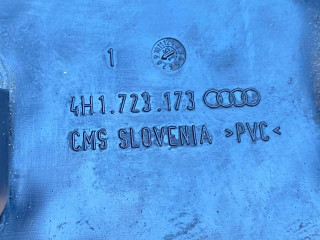 1
4H1.723.173
CMS SLOVENIA >PVC<